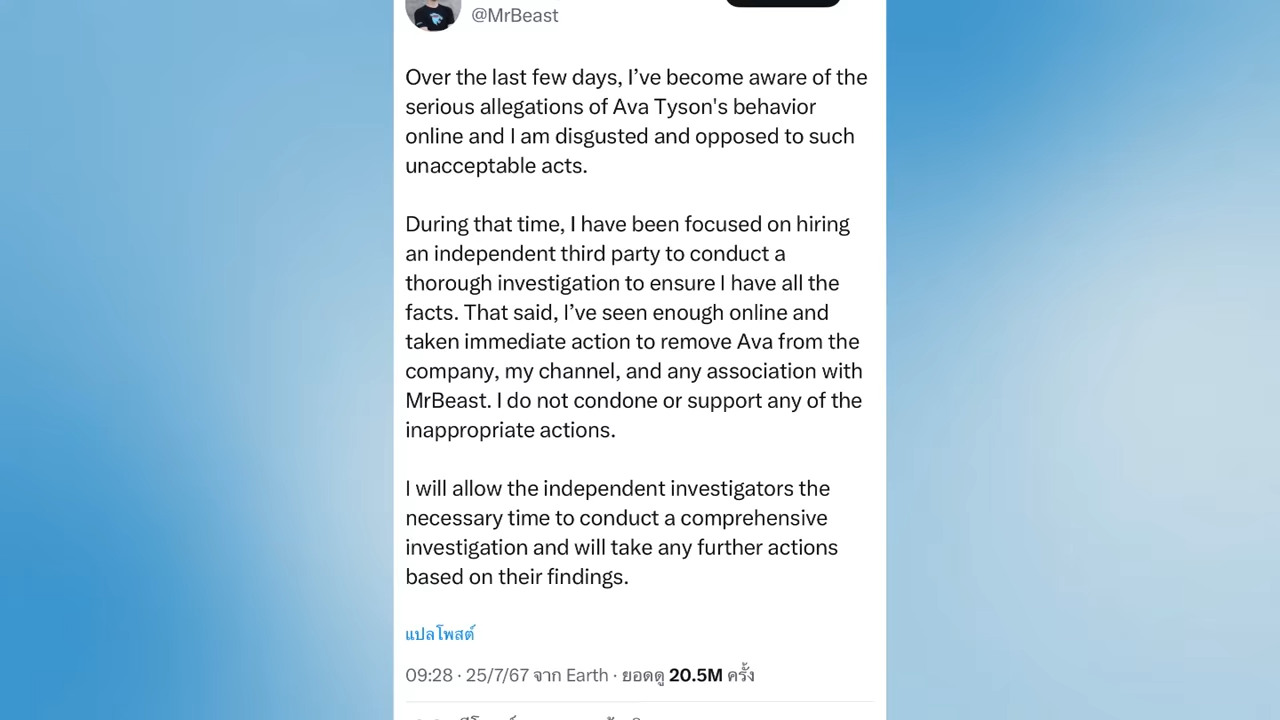 @MrBeast
Over the last few days, I’ve become aware of the
serious allegations of Ava Tyson's behavior
online and I am disgusted and opposed to such
unacceptable acts.
During that time, I have been focused on hiring
an independent third party to conduct a
thorough investigation to ensure I have all the
facts. That said, I’ve seen enough online and
taken immediate action to remove Ava from the
company, my channel, and any association with
MrBeast. I do not condone or support any of the
inappropriate actions.
I will allow the independent investigators the
necessary time to conduct a comprehensive
investigation and will take any further actions
based on their findings.
แปลโพสต์
09:28 · 25/7/67 จาก Earth · ยอดดู 20.5M ครั้ง